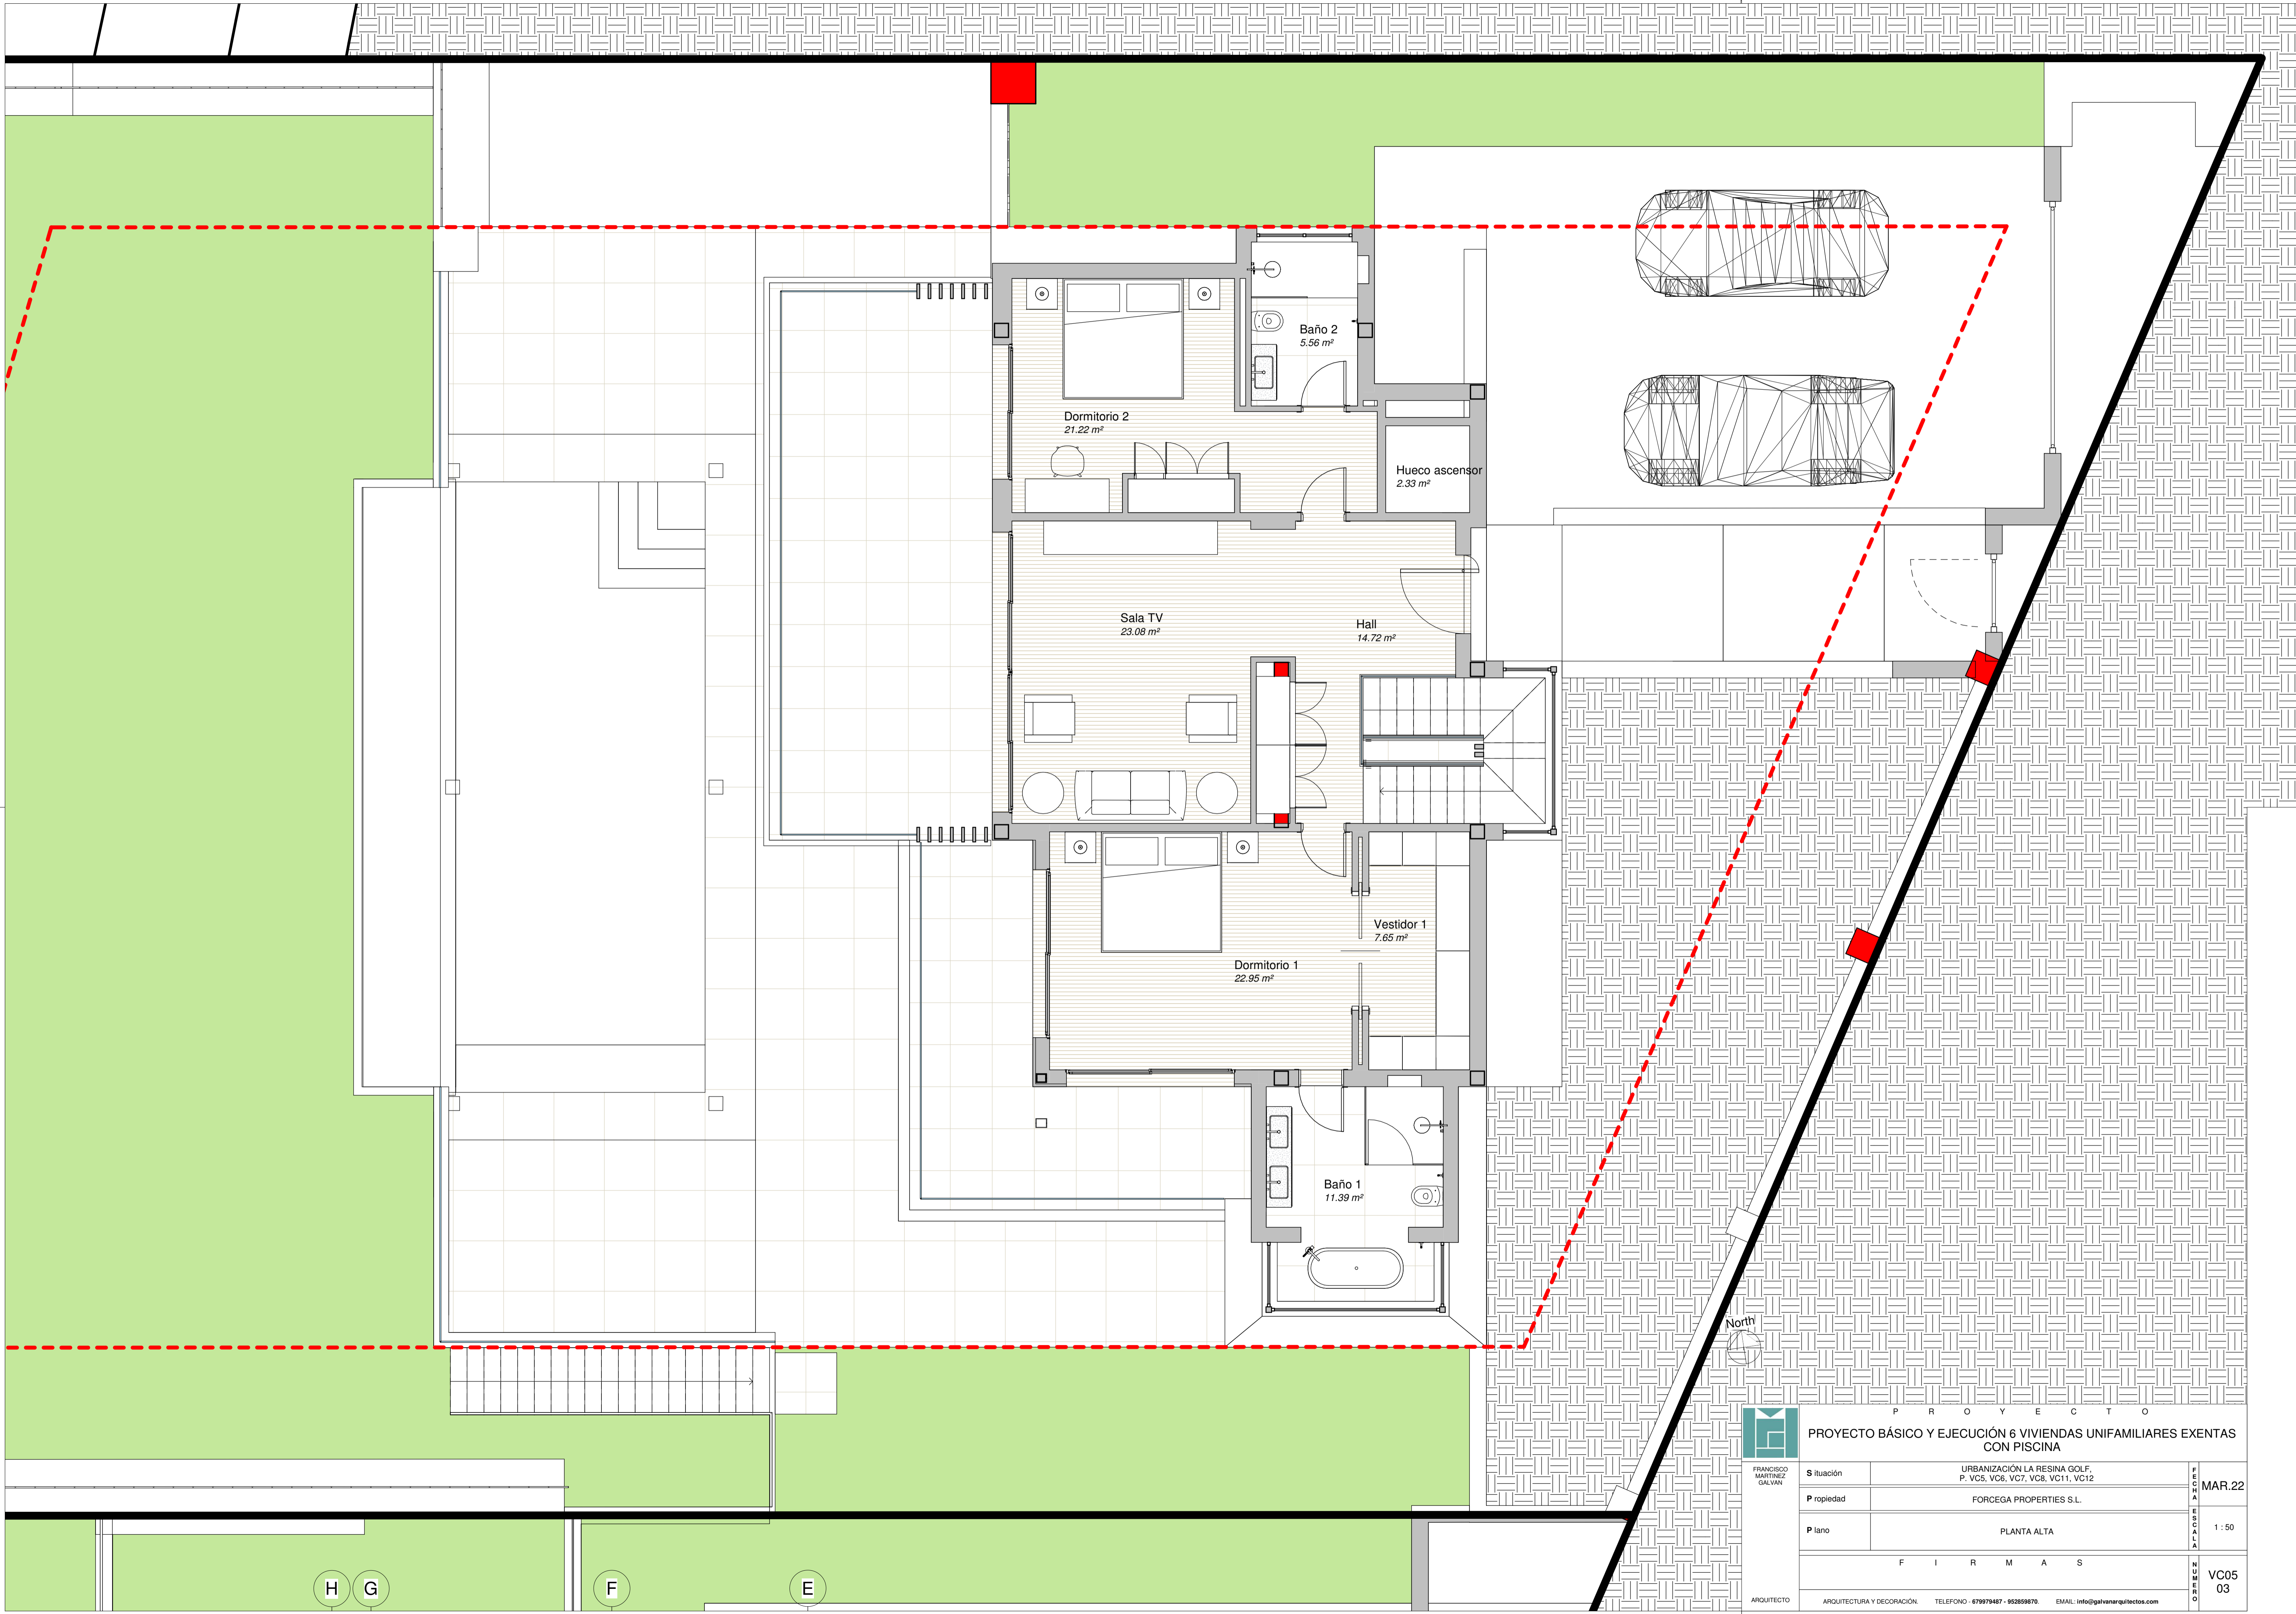 Baño 2
5.56 m²
Dormitorio 2
21.22 m²
Hueco ascensor
2.33 m²
Sala TV
23.08 m²
Hall
14.72 m²
Vestidor 1
7.65 m²
Dormitorio 1
22.95 m²
Baño 1
11.39 m²
North
H
G
F
E
P R O Y E C T O
PROYECTO BÁSICO Y EJECUCIÓN 6 VIVIENDAS UNIFAMILIARES EXENTAS
CON PISCINA
FRANCISCO
MARTINEZ
GALVAN
S ituación
URBANIZACIÓN LA RESINA GOLF,
P. VC5, VC6, VC7, VC8, VC11, VC12
FECHA
MAR.22
P ropiedad
FORCEGA PROPERTIES S.L.
P lano
PLANTA ALTA
ESCALA
1 : 50
F I R M A S
NUMERO
VC05
03
ARQUITECTO
ARQUITECTURA Y DECORACIÓN. TELEFONO - 679979487 - 952859870. EMAIL: info@galvanarquitectos.com